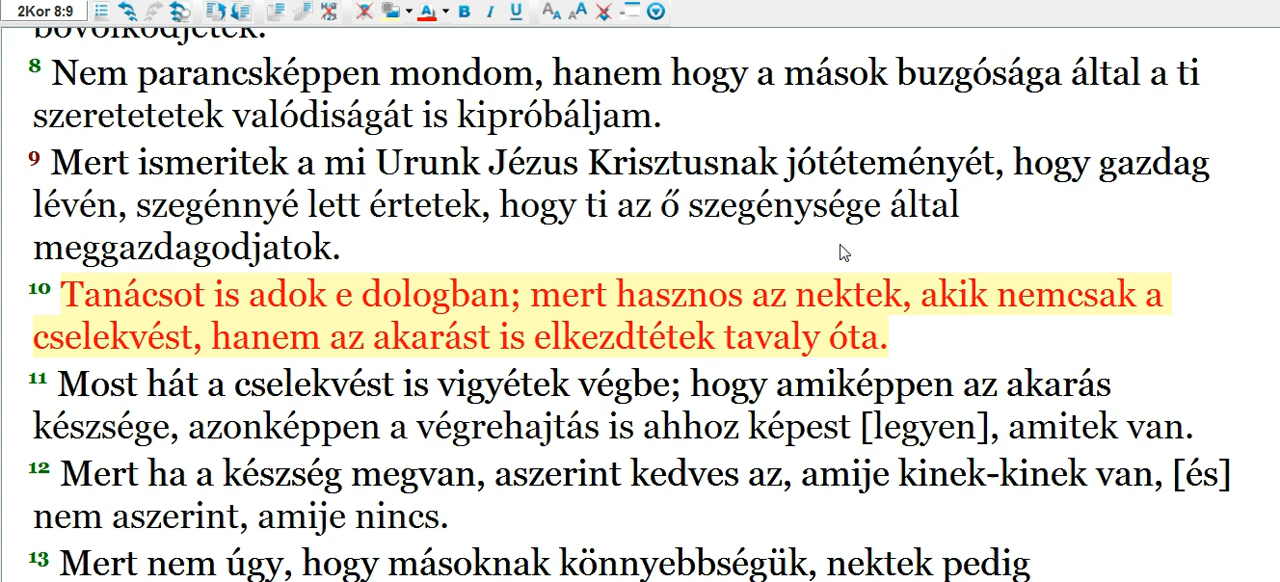 2Kor 8:9
bővölködjetek.
8 Nem parancsképpen mondom, hanem hogy a mások buzgósága által a ti
szeretetetek valódiságát is kipróbáljam.
9 Mert ismeritek a mi Urunk Jézus Krisztusnak jótéteményét, hogy gazdag
lévén, szegénnyé lett értetek, hogy ti az ő szegénysége által
meggazdagodjatok.
10 Tanácsot is adok e dologban; mert hasznos az nektek, akik nemcsak a
cselekvést, hanem az akarást is elkezdtétek tavaly óta.
11 Most hát a cselekvést is vigyétek végbe; hogy amiképpen az akarás
készsége, azonképpen a végrehajtás is ahhoz képest [legyen], amitek van.
12 Mert ha a készség megvan, aszerint kedves az, amije kinek-kinek van, [és]
nem aszerint, amije nincs.
13 Mert nem úgy, hogy másoknak könnyebbségük, nektek pedig